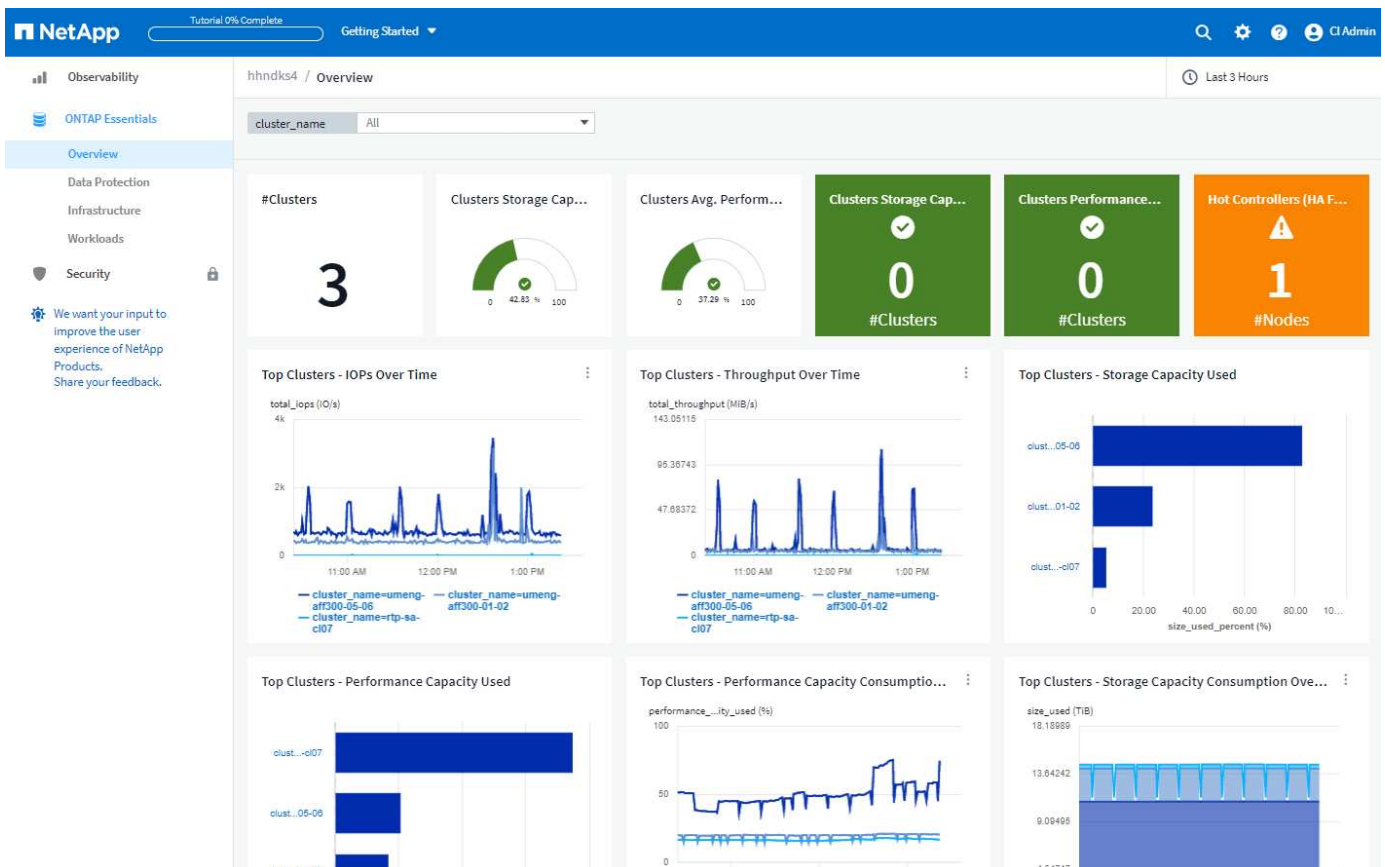 NetApp
Tutorial 0% Complete
Getting Started
CI Admin
Observability
ONTAP Essentials
Overview
Data Protection
Infrastructure
Workloads
Security
We want your input to
improve the user
experience of NetApp
Products.
Share your feedback.
hhndks4 / Overview
Last 3 Hours
cluster_name All
#Clusters
3
Clusters Storage Cap...
0 42.83 % 100
Clusters Avg. Perform...
0 37.29 % 100
Clusters Storage Cap...
0
#Clusters
Clusters Performance...
0
#Clusters
Hot Controllers (HA F...
1
#Nodes
Top Clusters - IOPs Over Time
total_iops (IO/s)
4k
2k
0
11:00 AM 12:00 PM 1:00 PM
cluster_name=umeng-
aff300-05-06
cluster_name=umeng-
aff300-01-02
cluster_name=rtp-sa-
cl07
Top Clusters - Throughput Over Time
total_throughput (MiB/s)
143.05115
95.36743
47.68372
0
11:00 AM 12:00 PM 1:00 PM
cluster_name=umeng-
aff300-05-06
cluster_name=umeng-
aff300-01-02
cluster_name=rtp-sa-
cl07
Top Clusters - Storage Capacity Used
clust...05-06
clust...01-02
clust...-cl07
0 20.00 40.00 60.00 80.00 10...
size_used_percent (%)
Top Clusters - Performance Capacity Used
clust...-cl07
clust...05-06
Top Clusters - Performance Capacity Consumptio...
performance_...ity_used (%)
100
50
0
Top Clusters - Storage Capacity Consumption Ove...
size_used (TiB)
18.18989
13.64242
9.09495